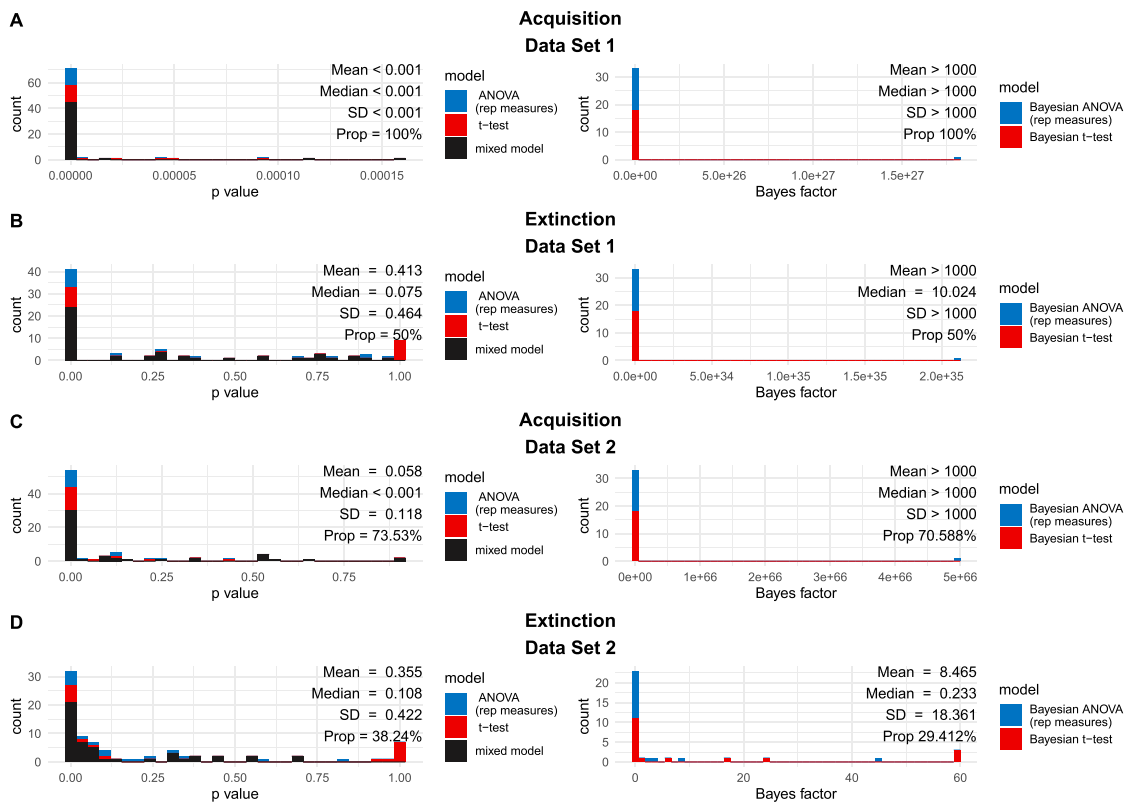 A
Acquisition
Data Set 1
count
60
40
20
0
0.00000
0.00005
0.00010
0.00015
p value
Mean < 0.001
Median < 0.001
SD < 0.001
Prop = 100%
model
ANOVA
(rep measures)
t−test
mixed model
count
30
20
10
0
0.0e+00
5.0e+26
1.0e+27
1.5e+27
Bayes factor
Mean > 1000
Median > 1000
SD > 1000
Prop 100%
model
Bayesian ANOVA
(rep measures)
Bayesian t−test
B
Extinction
Data Set 1
count
40
30
20
10
0
0.00
0.25
0.50
0.75
1.00
p value
Mean = 0.413
Median = 0.075
SD = 0.464
Prop = 50%
model
ANOVA
(rep measures)
t−test
mixed model
count
30
20
10
0
0.0e+00
5.0e+34
1.0e+35
1.5e+35
2.0e+35
Bayes factor
Mean > 1000
Median = 10.024
SD > 1000
Prop 50%
model
Bayesian ANOVA
(rep measures)
Bayesian t−test
C
Acquisition
Data Set 2
count
40
20
0
0.00
0.25
0.50
0.75
p value
Mean = 0.058
Median < 0.001
SD = 0.118
Prop = 73.53%
model
ANOVA
(rep measures)
t−test
mixed model
count
30
20
10
0
0e+00
1e+66
2e+66
3e+66
4e+66
5e+66
Bayes factor
Mean > 1000
Median > 1000
SD > 1000
Prop 70.588%
model
Bayesian ANOVA
(rep measures)
Bayesian t−test
D
Extinction
Data Set 2
count
30
20
10
0
0.00
0.25
0.50
0.75
1.00
p value
Mean = 0.355
Median = 0.108
SD = 0.422
Prop = 38.24%
model
ANOVA
(rep measures)
t−test
mixed model
count
20
15
10
5
0
0
20
40
60
Bayes factor
Mean = 8.465
Median = 0.233
SD = 18.361
Prop 29.412%
model
Bayesian ANOVA
(rep measures)
Bayesian t−test